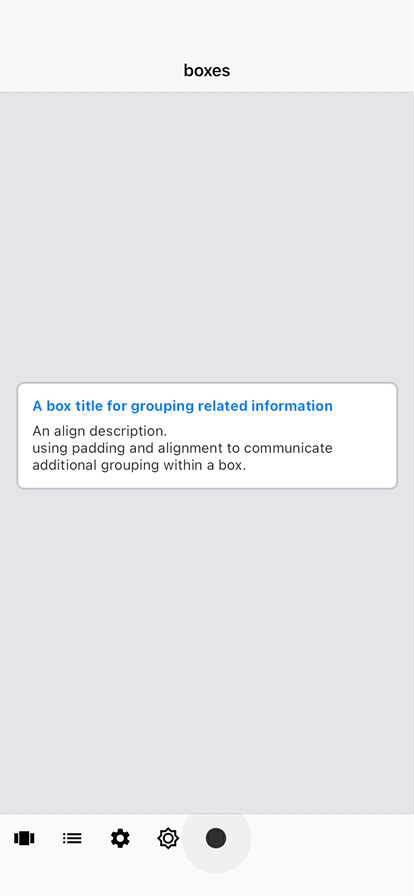 boxes
A box title for grouping related information
An align description.
using padding and alignment to communicate
additional grouping within a box.